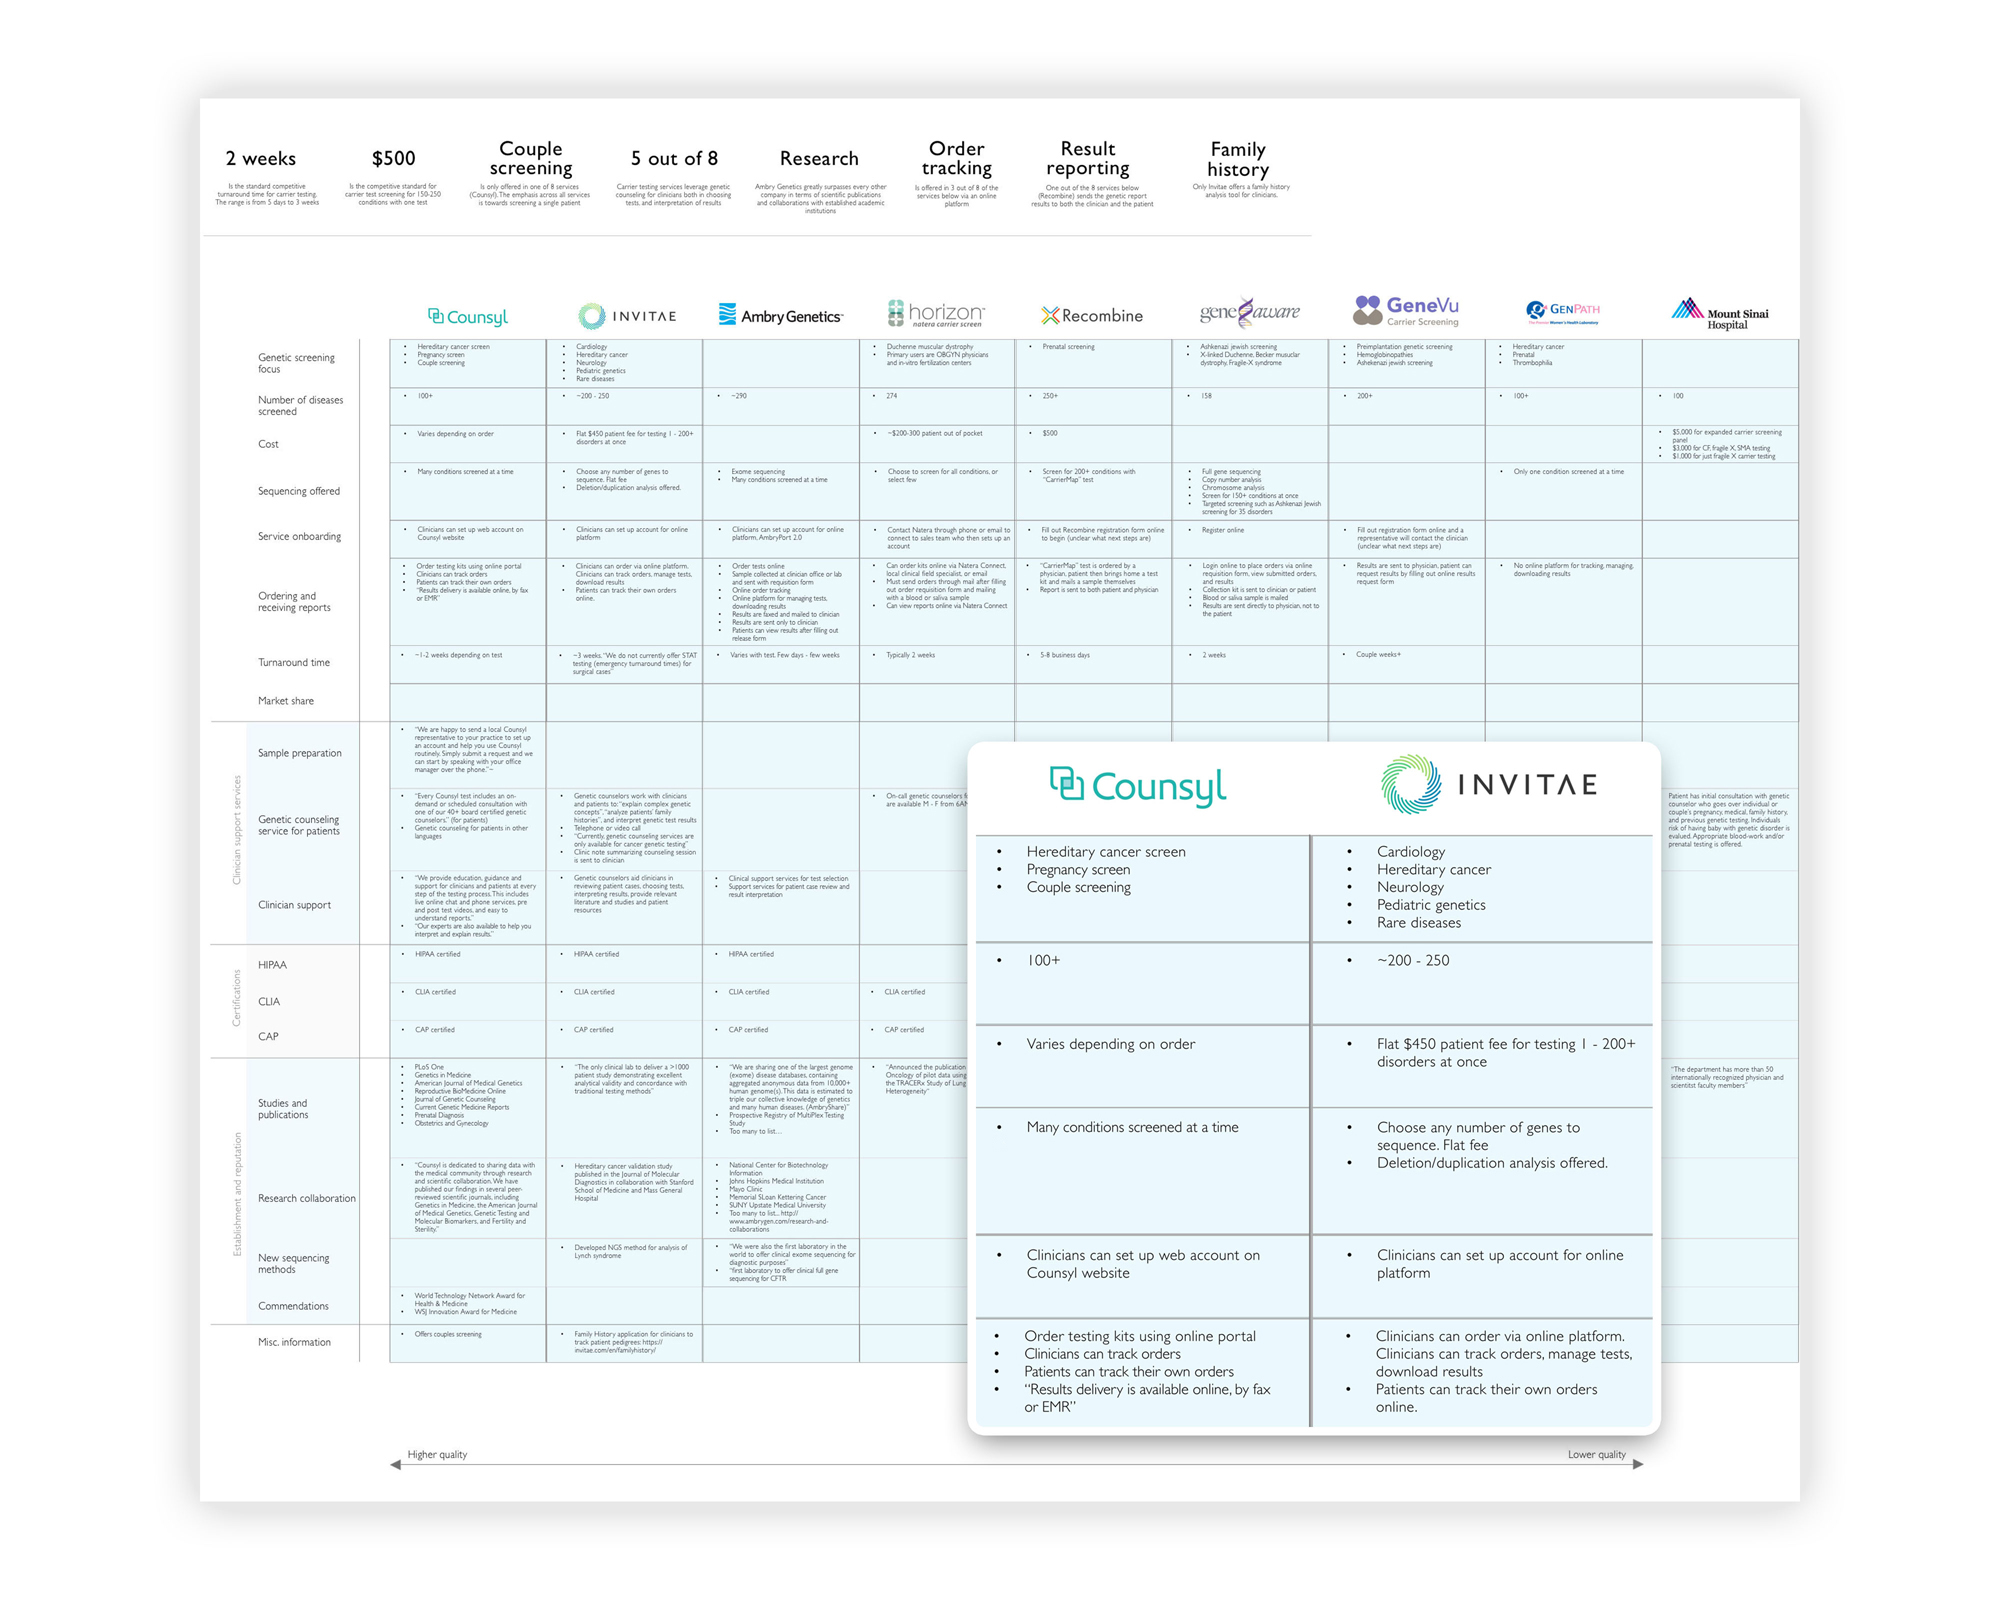 2 weeks
Is the standard competitive
turnaround time for carrier testing.
The range is from 5 days to 3 weeks
$500
Is the competitive standard for
carrier test screening for 150-250
conditions with one test
Couple
screening
Is only offered in one of 8 services
(Counsyl). The emphasis across all services
is towards screening a single patient
5 out of 8
Carrier testing services leverage genetic
counseling for clinicians both in choosing
tests, and interpretation of results
Research
Ambry Genetics greatly surpasses every other
company in terms of scientific publications
and collaborations with established academic
institutions
Order
tracking
Is offered in 3 out of 8 of the
services below via an online
platform
Result
reporting
One out of the 8 services below
(Recombine) sends the genetic report
results to both the clinician and the patient
Family
history
Only Invitae offers a family history
analysis tool for clinicians.
Counsyl
INVITAE
Ambry Genetics
horizon
natera carrier screen
Recombine
gene aware
GeneVu
Carrier Screening
GENPATH
Mount Sinai
Hospital
Genetic screening
focus
• Hereditary cancer screen
• Pregnancy screen
• Couple screening
• Cardiology
• Hereditary cancer
• Neurology
• Pediatric genetics
• Rare diseases
• Duchenne muscular dystrophy
• Primary users are OBGYN physicians
and in-vitro fertilization centers
• Prenatal screening
• Ashkenazi jewish screening
• X-linked Duchenne, Becker muscular
dystrophy, Fragile-X syndrome
• Preimplantation genetic screening
• Hemoglobinopathies
• Ashekenazi jewish screening
• Hereditary cancer
• Prenatal
• Thrombophilia
Number of diseases
screened
• 100+
• ~200 - 250
• ~290
• 274
• 250+
• 158
• 200+
• 100+
• 100
Cost
• Varies depending on order
• Flat $450 patient fee for testing 1 - 200+
disorders at once
• ~$200-300 patient out of pocket
• $500
• $5,000 for expanded carrier screening
panel
• $3,000 for CF, fragile X, SMA testing
• $1,000 for just fragile X carrier testing
Sequencing offered
• Many conditions screened at a time
• Choose any number of genes to
sequence. Flat fee
• Deletion/duplication analysis offered.
• Exome sequencing
• Many conditions screened at a time
• Choose to screen for all conditions, or
select few
• Screen for 200+ conditions with
"CarrierMap" test
• Full gene sequencing
• Copy number analysis
• Chromosome analysis
• Screen for 150+ conditions at once
• Targeted screening such as Ashkenazi Jewish
screening for 35 disorders
• Only one condition screened at a time
Service onboarding
• Clinicians can set up web account on
Counsyl website
• Clinicians can set up account for online
platform
• Clinicians can set up account for online
platform, AmbryPort 2.0
• Contact Natera through phone or email to
connect to sales team who then sets up an
account
• Fill out Recombine registration form online
to begin (unclear what next steps are)
• Register online
• Fill out registration form online and a
representative will contact the clinician
(unclear what next steps are)
Ordering and
receiving reports
• Order testing kits using online portal
• Clinicians can track orders
• Patients can track their own orders
• "Results delivery is available online, by fax
or EMR"
• Clinicians can order via online platform.
Clinicians can track orders, manage tests,
download results
• Patients can track their own orders
online.
• Order tests online
• Sample collected at clinician office or lab
and sent with requisition form
• Online order tracking
• Online platform for managing tests,
downloading results
• Results are faxed and mailed to clinician
• Results are sent only to clinician
• Patients can view results after filling out
release form
• Can order kits online via Natera Connect,
local clinical field specialist, or email
• Must send orders through mail after filling
out order requisition form and mailing
with a blood or saliva sample
• Can view reports online via Natera Connect
• "CarrierMap" test is ordered by a
physician, patient then brings home a test
kit and mails a sample themselves
• Report is sent to both patient and physician
• Login online to place orders via online
requisition form, view submitted orders,
and results
• Collection kit is sent to clinician or patient
• Blood or saliva sample is mailed
• Results are sent directly to physician, not to
the patient
• Results are sent to physician, patient can
request results by filling out online results
request form
• No online platform for tracking, managing,
downloading results
Turnaround time
• ~1-2 weeks depending on test
• ~3 weeks. "We do not currently offer STAT
testing (emergency turnaround times) for
surgical cases"
• Varies with test. Few days - few weeks
• Typically 2 weeks
• 5-8 business days
• 2 weeks
• Couple weeks+
Market share
Clinician support services
Sample preparation
• "We are happy to send a local Counsyl
representative to your practice to set up
an account and help you use Counsyl
routinely. Simply submit a request and we
can start by speaking with your office
manager over the phone." ~
Genetic counseling
service for patients
• "Every Counsyl test includes an on-
demand or scheduled consultation with
one of our 40+ board certified genetic
counselors." (for patients)
• Genetic counseling for patients in other
languages
• Genetic counselors work with clinicians
and patients to: "explain complex genetic
concepts", "analyze patients' family
histories", and interpret genetic test results
• Telephone or video call
• "Currently, genetic counseling services are
only available for cancer genetic testing"
• Clinic note summarizing counseling session
is sent to clinician
• On-call genetic counselors f
are available M - F from 6AM
Patient has initial consultation with genetic
counselor who goes over individual or
couple's pregnancy, medical, family history,
and previous genetic testing. Individuals
risk of having baby with genetic disorder is
evaluated. Appropriate blood-work and/or
prenatal testing is offered.
Clinician support
• "We provide education, guidance and
support for clinicians and patients at every
step of the testing process. This includes
live online chat and phone services, pre
and post test videos, and easy to
understand reports."
• "Our experts are also available to help you
interpret and explain results."
• Genetic counselors aid clinicians in
reviewing patient cases, choosing tests,
interpreting results, provide relevant
literature and studies and patient
resources
• Clinical support services for test selection
• Support services for patient case review and
result interpretation
Certifications
HIPAA
• HIPAA certified
• HIPAA certified
• HIPAA certified
CLIA
• CLIA certified
• CLIA certified
• CLIA certified
• CLIA certified
CAP
• CAP certified
• CAP certified
• CAP certified
• CAP certified
Establishment and reputation
Studies and
publications
• PLoS One
• Genetics in Medicine
• American Journal of Medical Genetics
• Reproductive BioMedicine Online
• Journal of Genetic Counseling
• Current Genetic Medicine Reports
• Prenatal Diagnosis
• Obstetrics and Gynecology
• "The only clinical lab to deliver a >1000
patient study demonstrating excellent
analytical validity and concordance with
traditional testing methods"
• "We are sharing one of the largest genome
(exome) disease databases, containing
aggregated anonymous data from 10,000+
human genome(s). This data is estimated to
triple our collective knowledge of genetics
and many human diseases. (AmbryShare)"
• Prospective Registry of MultiPlex Testing
Study
• Too many to list...
• "Announced the publication
Oncology of pilot data using
the TRACERx Study of Lung
Heterogeneity"
• "The department has more than 50
internationally recognized physician and
scientist faculty members"
Research collaboration
• "Counsyl is dedicated to sharing data with
the medical community through research
and scientific collaboration. We have
published our findings in several peer-
reviewed scientific journals, including
Genetics in Medicine, the American Journal
of Medical Genetics, Genetic Testing and
Molecular Biomarkers, and Fertility and
Sterility."
• Hereditary cancer validation study
published in the Journal of Molecular
Diagnostics in collaboration with Stanford
School of Medicine and Mass General
Hospital
• National Center for Biotechnology
Information
• Johns Hopkins Medical Institution
• Mayo Clinic
• Memorial SLoan Kettering Cancer
• SUNY Upstate Medical University
• Too many to list... http://
www.ambrygen.com/research-and-
collaborations
New sequencing
methods
• Developed NGS method for analysis of
Lynch syndrome
• "We were also the first laboratory in the
world to offer clinical exome sequencing for
diagnostic purposes"
• "first laboratory to offer clinical full gene
sequencing for CFTR
Commendations
• World Technology Network Award for
Health & Medicine
• WSJ Innovation Award for Medicine
Misc. information
• Offers couples screening
• Family History application for clinicians to
track patient pedigrees: https://
invitae.com/en/familyhistory/
Counsyl
INVITAE
• Hereditary cancer screen
• Pregnancy screen
• Couple screening
• Cardiology
• Hereditary cancer
• Neurology
• Pediatric genetics
• Rare diseases
• 100+
• ~200 - 250
• Varies depending on order
• Flat $450 patient fee for testing 1 - 200+
disorders at once
• Many conditions screened at a time
• Choose any number of genes to
sequence. Flat fee
• Deletion/duplication analysis offered.
• Clinicians can set up web account on
Counsyl website
• Clinicians can set up account for online
platform
• Order testing kits using online portal
• Clinicians can track orders
• Patients can track their own orders
• "Results delivery is available online, by fax
or EMR"
• Clinicians can order via online platform.
Clinicians can track orders, manage tests,
download results
• Patients can track their own orders
online.
Higher quality
Lower quality